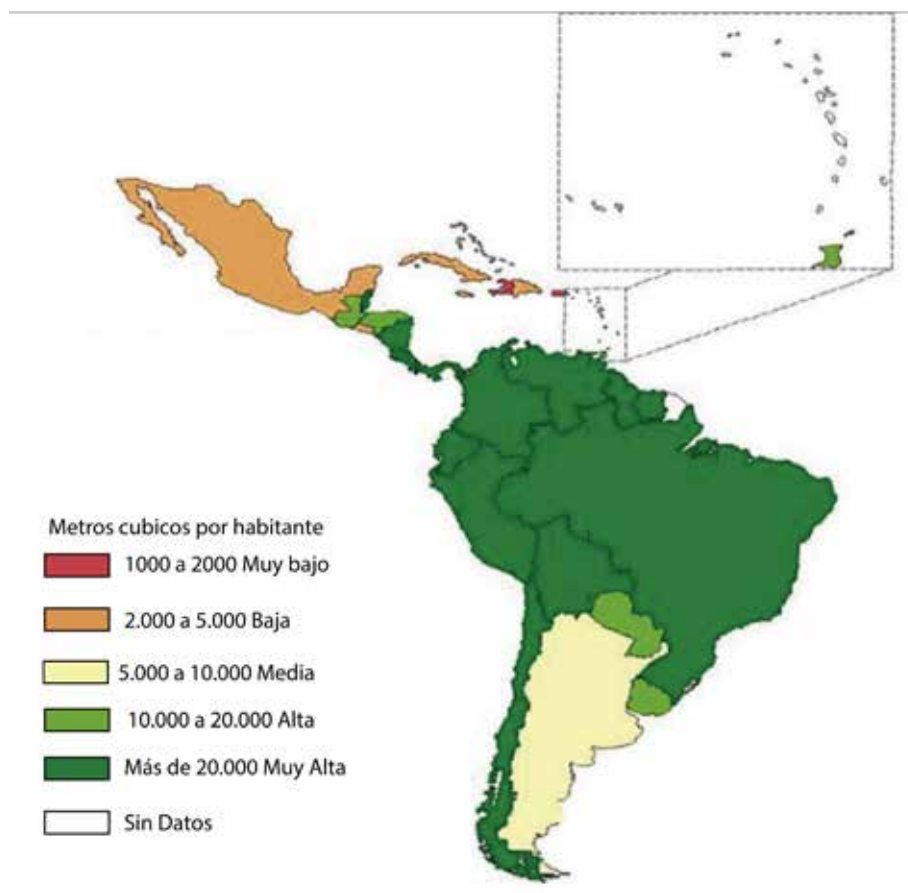 Metros cubicos por habitante
1000 a 2000 Muy bajo
2.000 a 5.000 Baja
5.000 a 10.000 Media
10.000 a 20.000 Alta
Más de 20.000 Muy Alta
Sin Datos